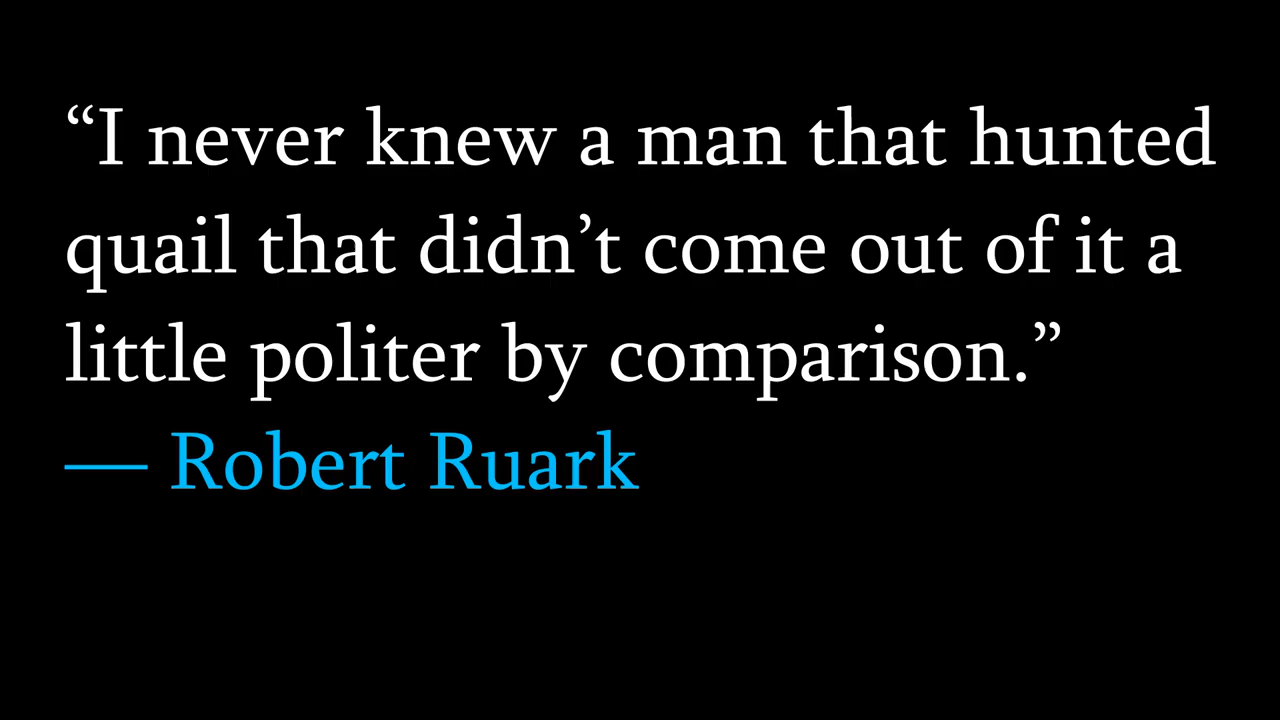 “I never knew a man that hunted
quail that didn’t come out of it a
little politer by comparison.”
— Robert Ruark